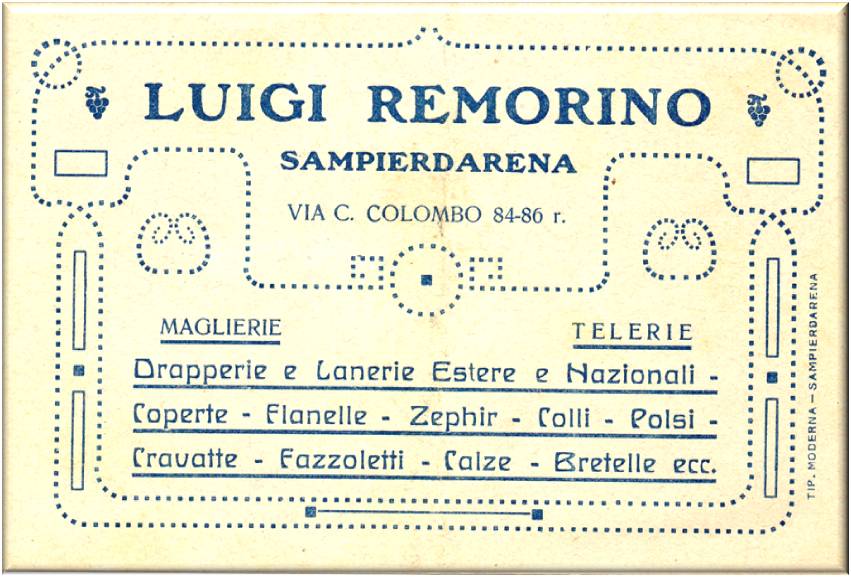 LUIGI REMORINO
SAMPIERDARENA
VIA C. COLOMBO 84-86 r.
MAGLIERIE TELERIE
Drapperie e Lanerie Estere e Nazionali -
Coperte - Flanelle - Zephir - Colli - Polsi -
Cravatte - Fazzoletti - Calze - Bretelle ecc.
TIP. MODERNA — SAMPIERDARENA